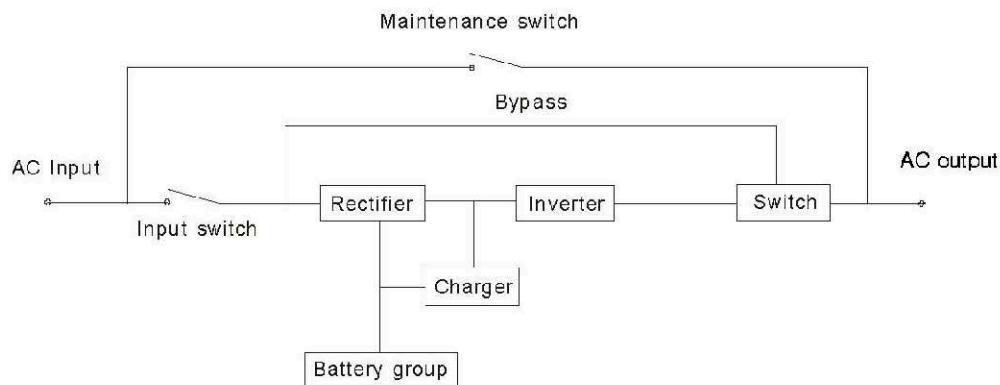 Maintenance switch
Bypass
AC Input
AC output
Rectifier
Inverter
Switch
Input switch
Charger
Battery group